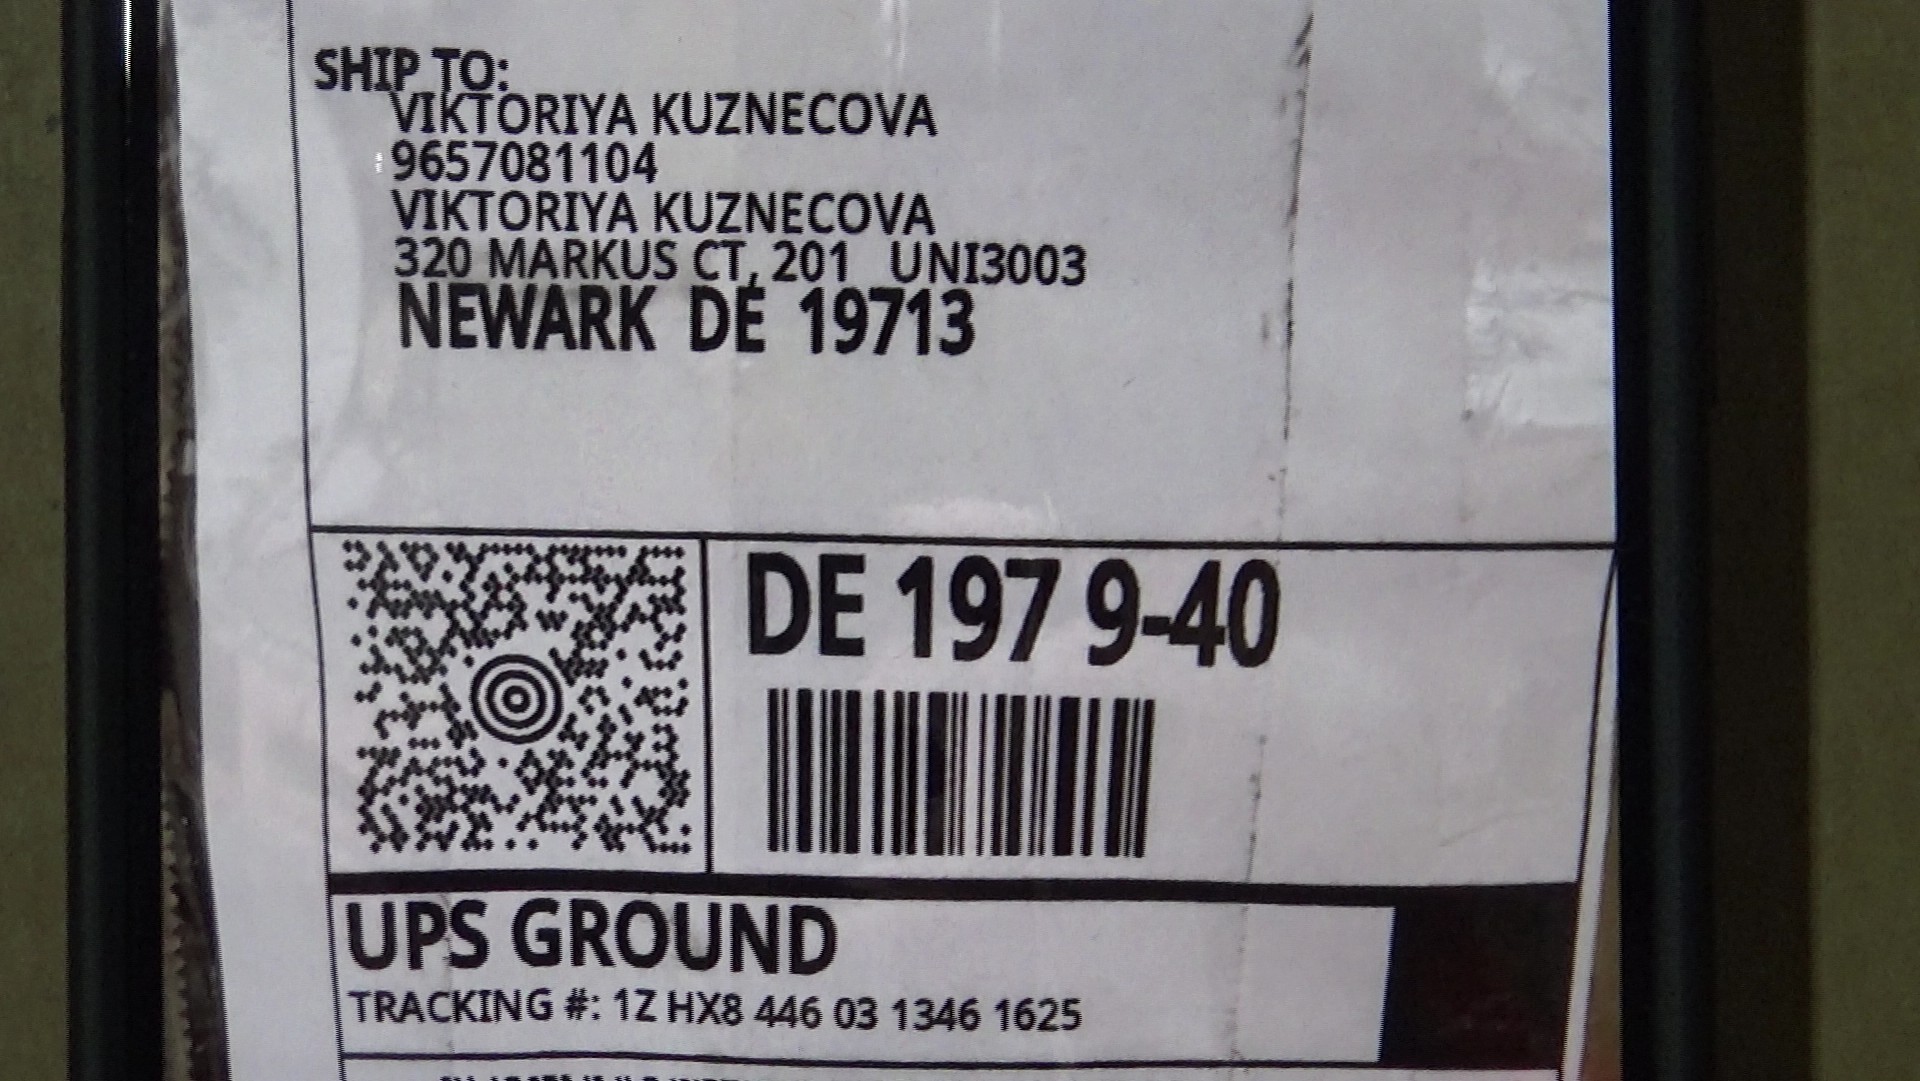 SHIP TO:
VIKTORIYA KUZNECOVA
9657081104
VIKTORIYA KUZNECOVA
320 MARKUS CT, 201 UNI3003
NEWARK DE 19713
DE 197 9-40
UPS GROUND
TRACKING #: 1Z HX8 446 03 1346 1625